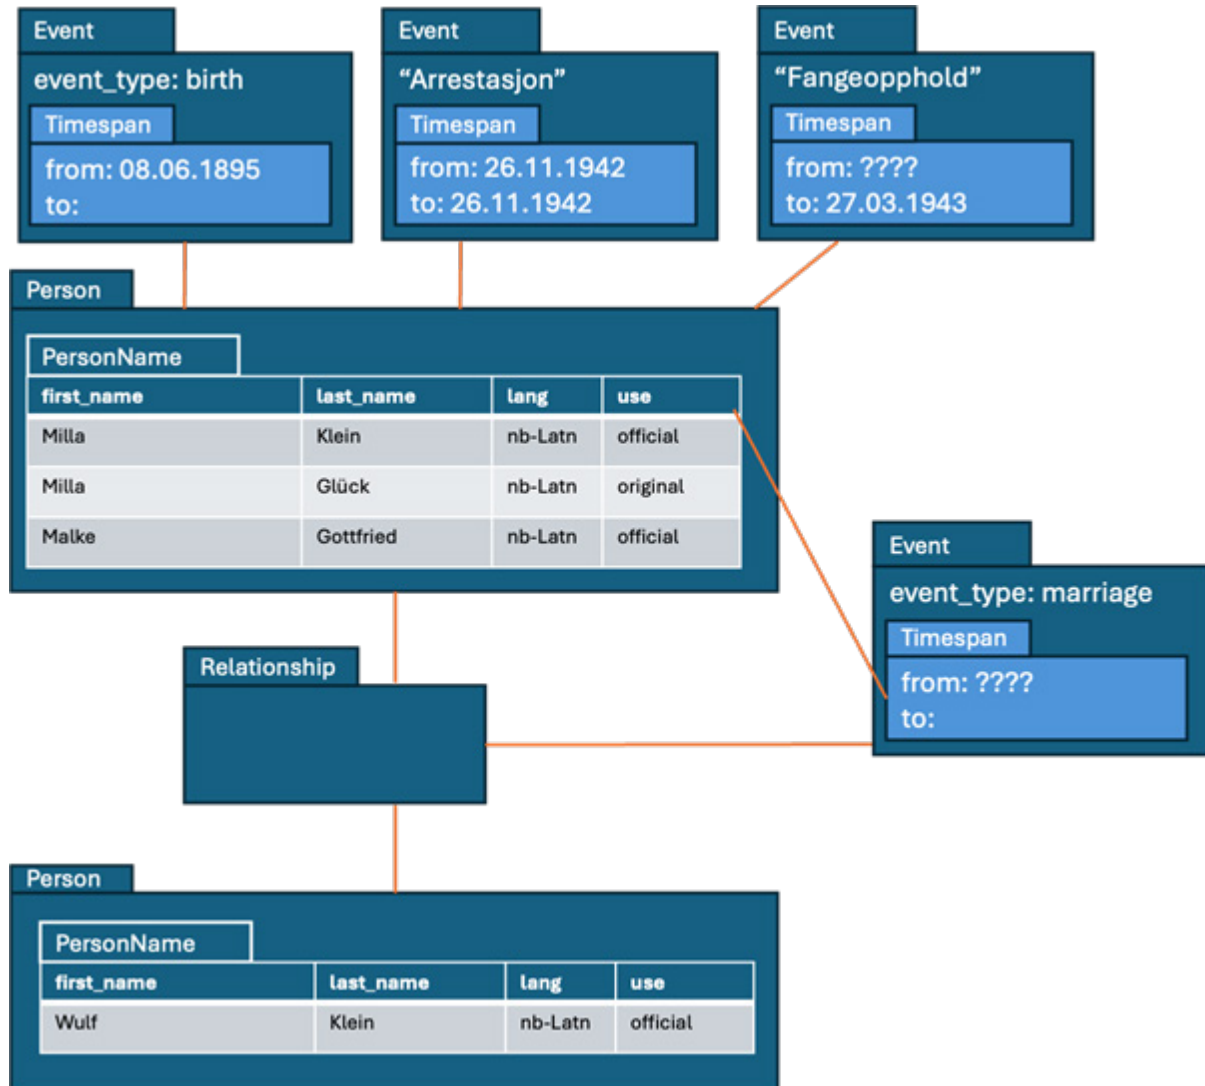 Event
event_type: birth
Timespan
from: 08.06.1895
to:
Event
“Arrestasjon”
Timespan
from: 26.11.1942
to: 26.11.1942
Event
“Fangeopphold”
Timespan
from: ????
to: 27.03.1943
Person
PersonName
first_name last_name lang use
Milla Klein nb-Latn official
Milla Glück nb-Latn original
Malke Gottfried nb-Latn official
Event
event_type: marriage
Timespan
from: ????
to:
Relationship
Person
PersonName
first_name last_name lang use
Wulf Klein nb-Latn official